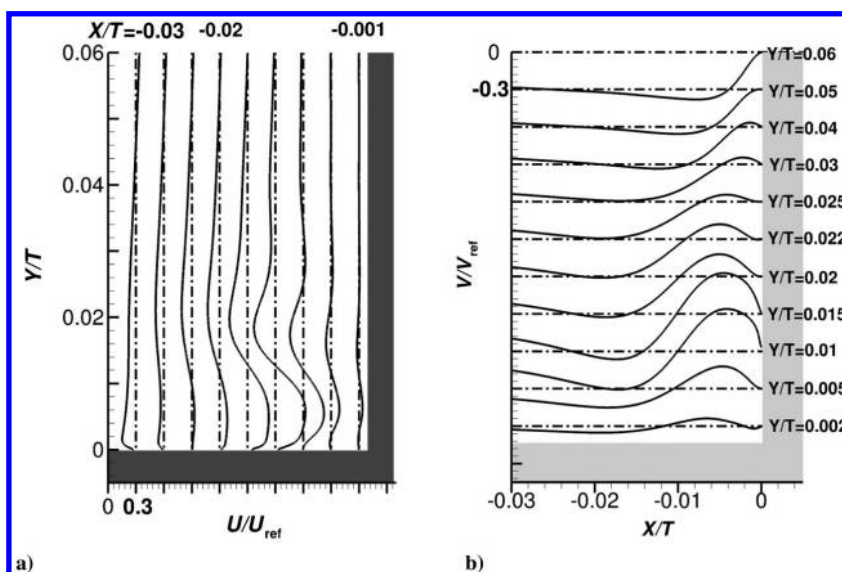 X/T=-0.03 -0.02 -0.001
0.06
0.04
0.02
0
Y/T
0 0.3
U/U_ref
a)
0
-0.3
V/V_ref
Y/T=0.06
Y/T=0.05
Y/T=0.04
Y/T=0.03
Y/T=0.025
Y/T=0.022
Y/T=0.02
Y/T=0.015
Y/T=0.01
Y/T=0.005
Y/T=0.002
-0.03 -0.02 -0.01 0
X/T
b)